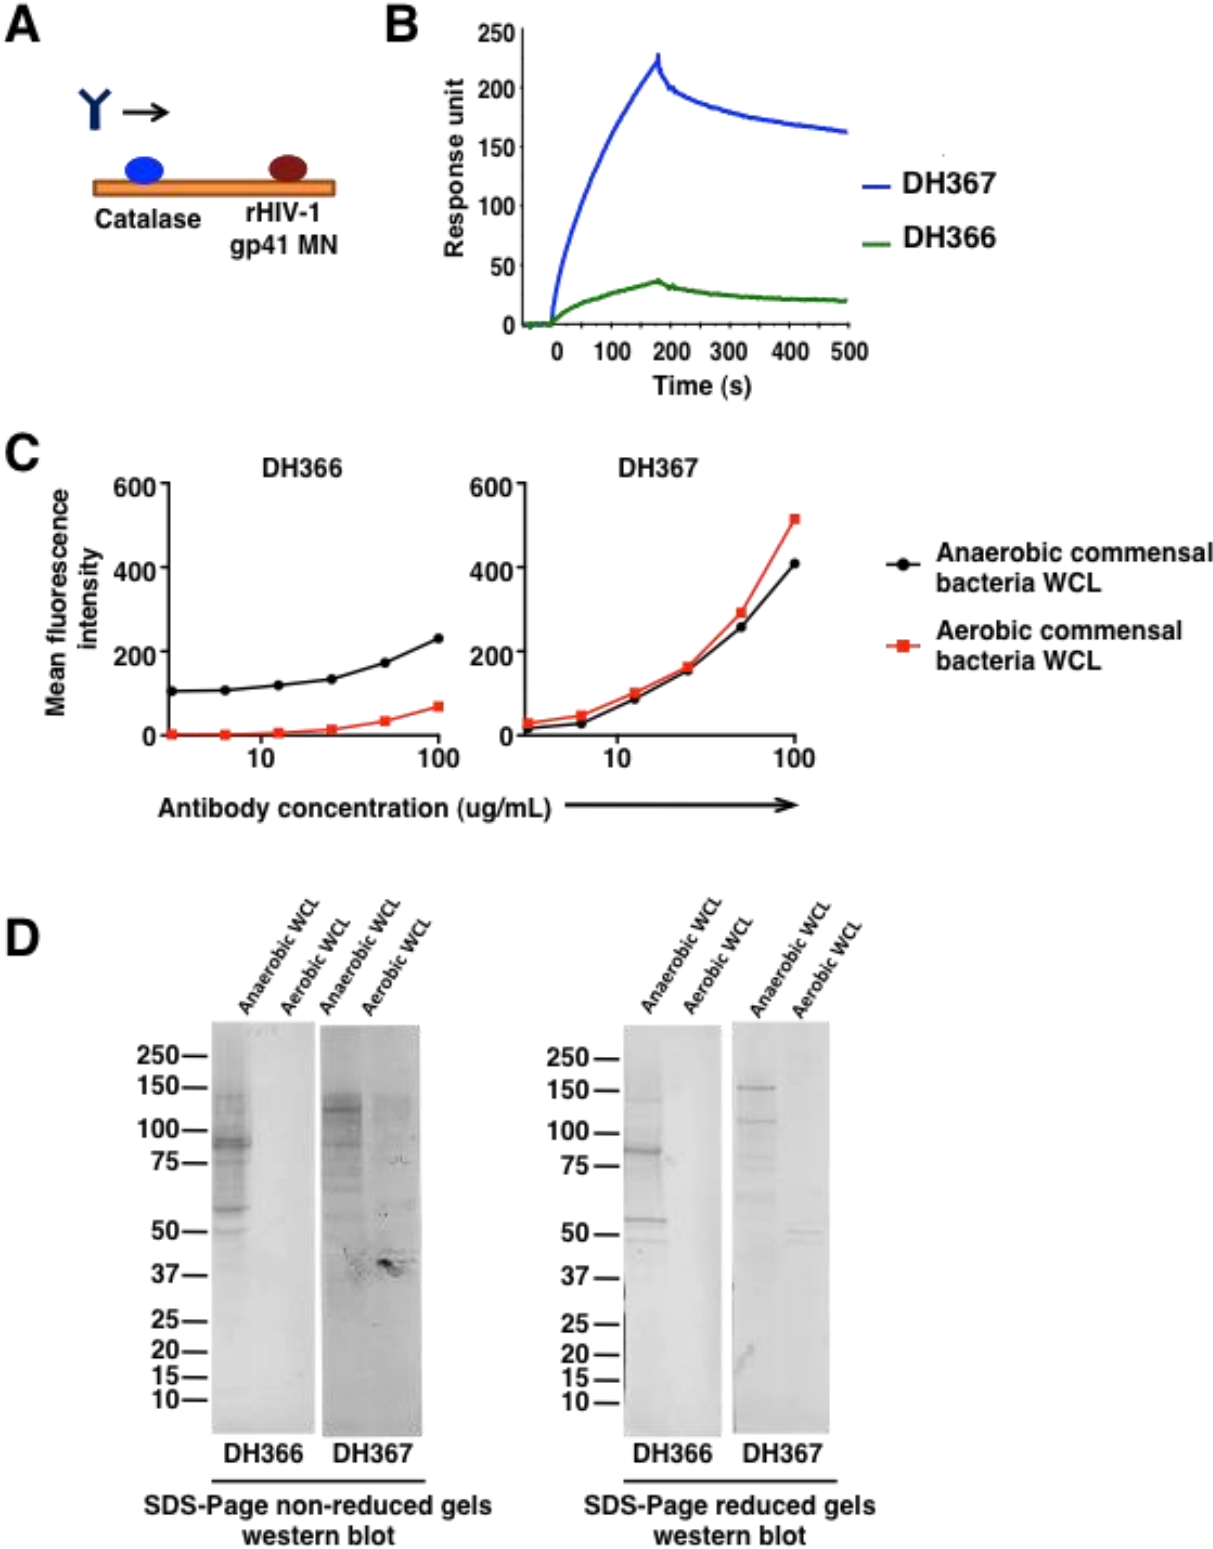 A
Catalase
rHIV-1
gp41 MN
B
Response unit
250
200
150
100
50
0
0 100 200 300 400 500
Time (s)
DH367
DH366
C
DH366
DH367
Mean fluorescence
intensity
600
400
200
0
10 100
600
400
200
0
10 100
Antibody concentration (ug/mL)
Anaerobic commensal
bacteria WCL
Aerobic commensal
bacteria WCL
D
Anaerobic WCL
Aerobic WCL
Anaerobic WCL
Aerobic WCL
250
150
100
75
50
37
25
20
15
10
DH366 DH367
SDS-Page non-reduced gels
western blot
Anaerobic WCL
Aerobic WCL
Anaerobic WCL
Aerobic WCL
250
150
100
75
50
37
25
20
15
10
DH366 DH367
SDS-Page reduced gels
western blot